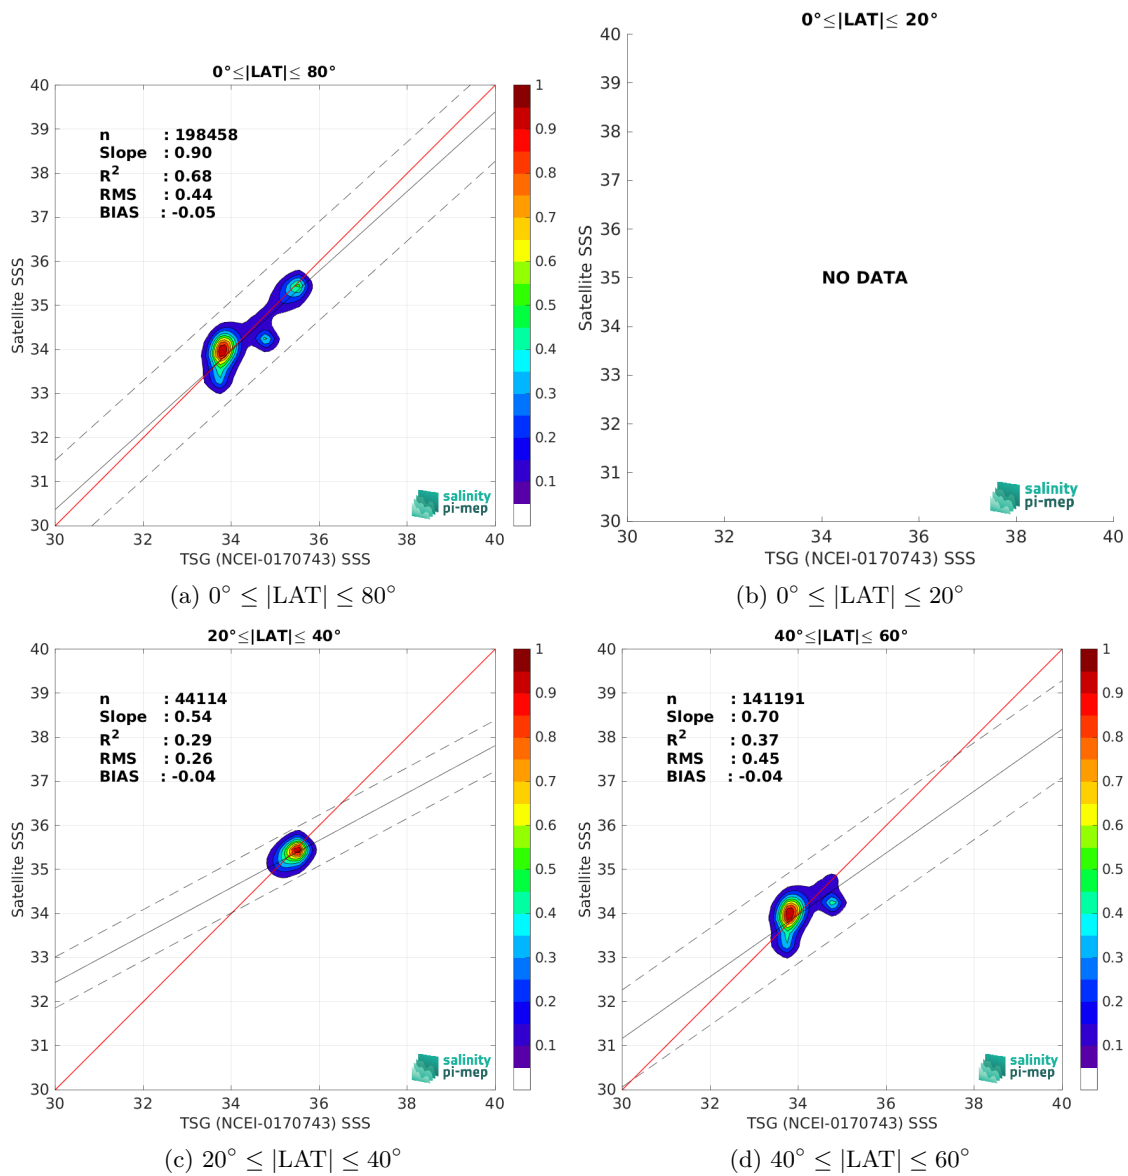 0°≤|LAT|≤ 80°
40
39
38
37
36
35
34
33
32
31
30
30
32
34
36
38
40
Satellite SSS
TSG (NCEI-0170743) SSS
n : 198458
Slope : 0.90
R² : 0.68
RMS : 0.44
BIAS : -0.05
salinity
pi-mep
1
0.9
0.8
0.7
0.6
0.5
0.4
0.3
0.2
0.1
(a) 0° ≤ |LAT| ≤ 80°
0°≤|LAT|≤ 20°
40
39
38
37
36
35
34
33
32
31
30
30
32
34
36
38
40
Satellite SSS
TSG (NCEI-0170743) SSS
NO DATA
salinity
pi-mep
(b) 0° ≤ |LAT| ≤ 20°
20°≤|LAT|≤ 40°
40
39
38
37
36
35
34
33
32
31
30
30
32
34
36
38
40
Satellite SSS
TSG (NCEI-0170743) SSS
n : 44114
Slope : 0.54
R² : 0.29
RMS : 0.26
BIAS : -0.04
salinity
pi-mep
1
0.9
0.8
0.7
0.6
0.5
0.4
0.3
0.2
0.1
(c) 20° ≤ |LAT| ≤ 40°
40°≤|LAT|≤ 60°
40
39
38
37
36
35
34
33
32
31
30
30
32
34
36
38
40
Satellite SSS
TSG (NCEI-0170743) SSS
n : 141191
Slope : 0.70
R² : 0.37
RMS : 0.45
BIAS : -0.04
salinity
pi-mep
1
0.9
0.8
0.7
0.6
0.5
0.4
0.3
0.2
0.1
(d) 40° ≤ |LAT| ≤ 60°